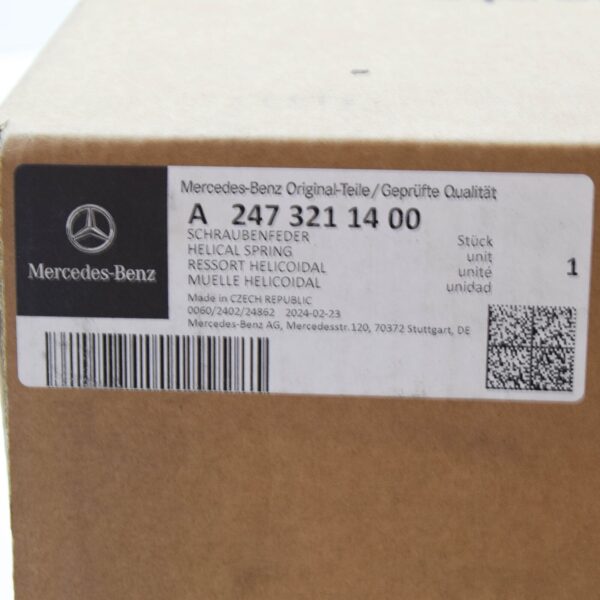 Mercedes-Benz
Mercedes-Benz Original-Teile/Geprüfte Qualität
A 247 321 14 00
SCHRAUBENFEDER
HELICAL SPRING
RESSORT HELICOIDAL
MUELLE HELICOIDAL
Stück
unit
unité
unidad
1
Made in CZECH REPUBLIC
0060/2402/24862 2024-02-23
Mercedes-Benz AG, Mercedesstr.120, 70372 Stuttgart, DE